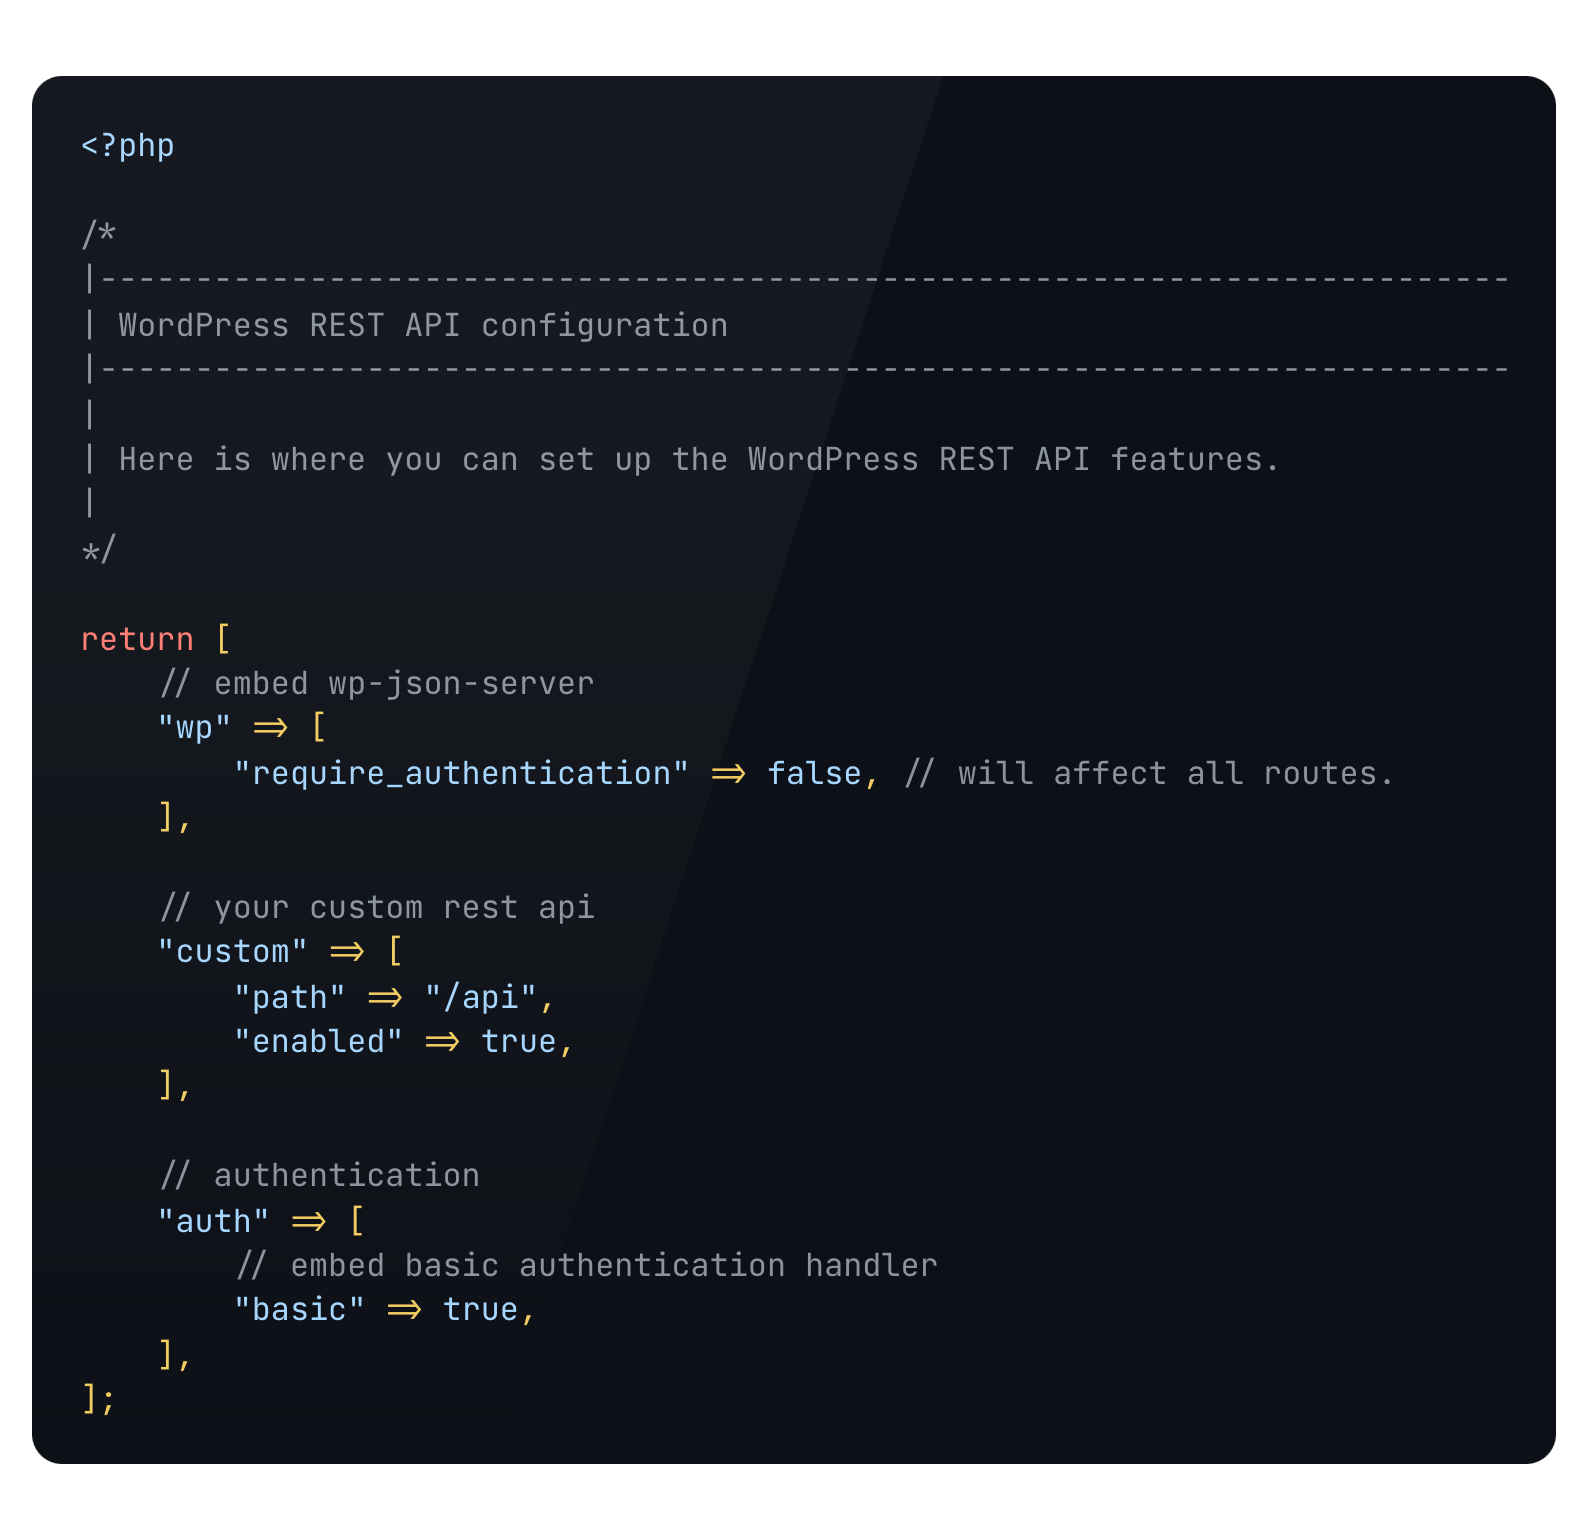 <?php
/*
|--------------------------------------------------------------------------
| WordPress REST API configuration
|--------------------------------------------------------------------------
|
| Here is where you can set up the WordPress REST API features.
|
*/
return [
    // embed wp-json-server
    "wp" => [
        "require_authentication" => false, // will affect all routes.
    ],
    // your custom rest api
    "custom" => [
        "path" => "/api",
        "enabled" => true,
    ],
    // authentication
    "auth" => [
        // embed basic authentication handler
        "basic" => true,
    ],
];